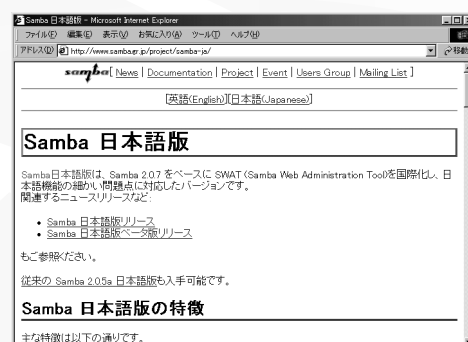 Samba 日本語版 - Microsoft Internet Explorer
ファイル(F) 編集(E) 表示(V) お気に入り(A) ツール(T) ヘルプ(H)
アドレス(D) http://www.samba.gr.jp/project/samba-ja/ 移動
samba [ News | Documentation | Project | Event | Users Group | Mailing List ]
[英語(English)][日本語(Japanese)]
Samba 日本語版
Samba日本語版は、Samba 2.0.7 をベースに SWAT (Samba Web Administration Tool)を国際化し、日
本語機能の細かい問題点に対応したバージョンです。
関連するニュースリリースなど:
• Samba 日本語版リリース
• Samba 日本語版ベータ版リリース
もご参照ください。
従来の Samba 2.0.5a 日本語版も入手可能です。
Samba 日本語版の特徴
主な特徴は以下の通りです。